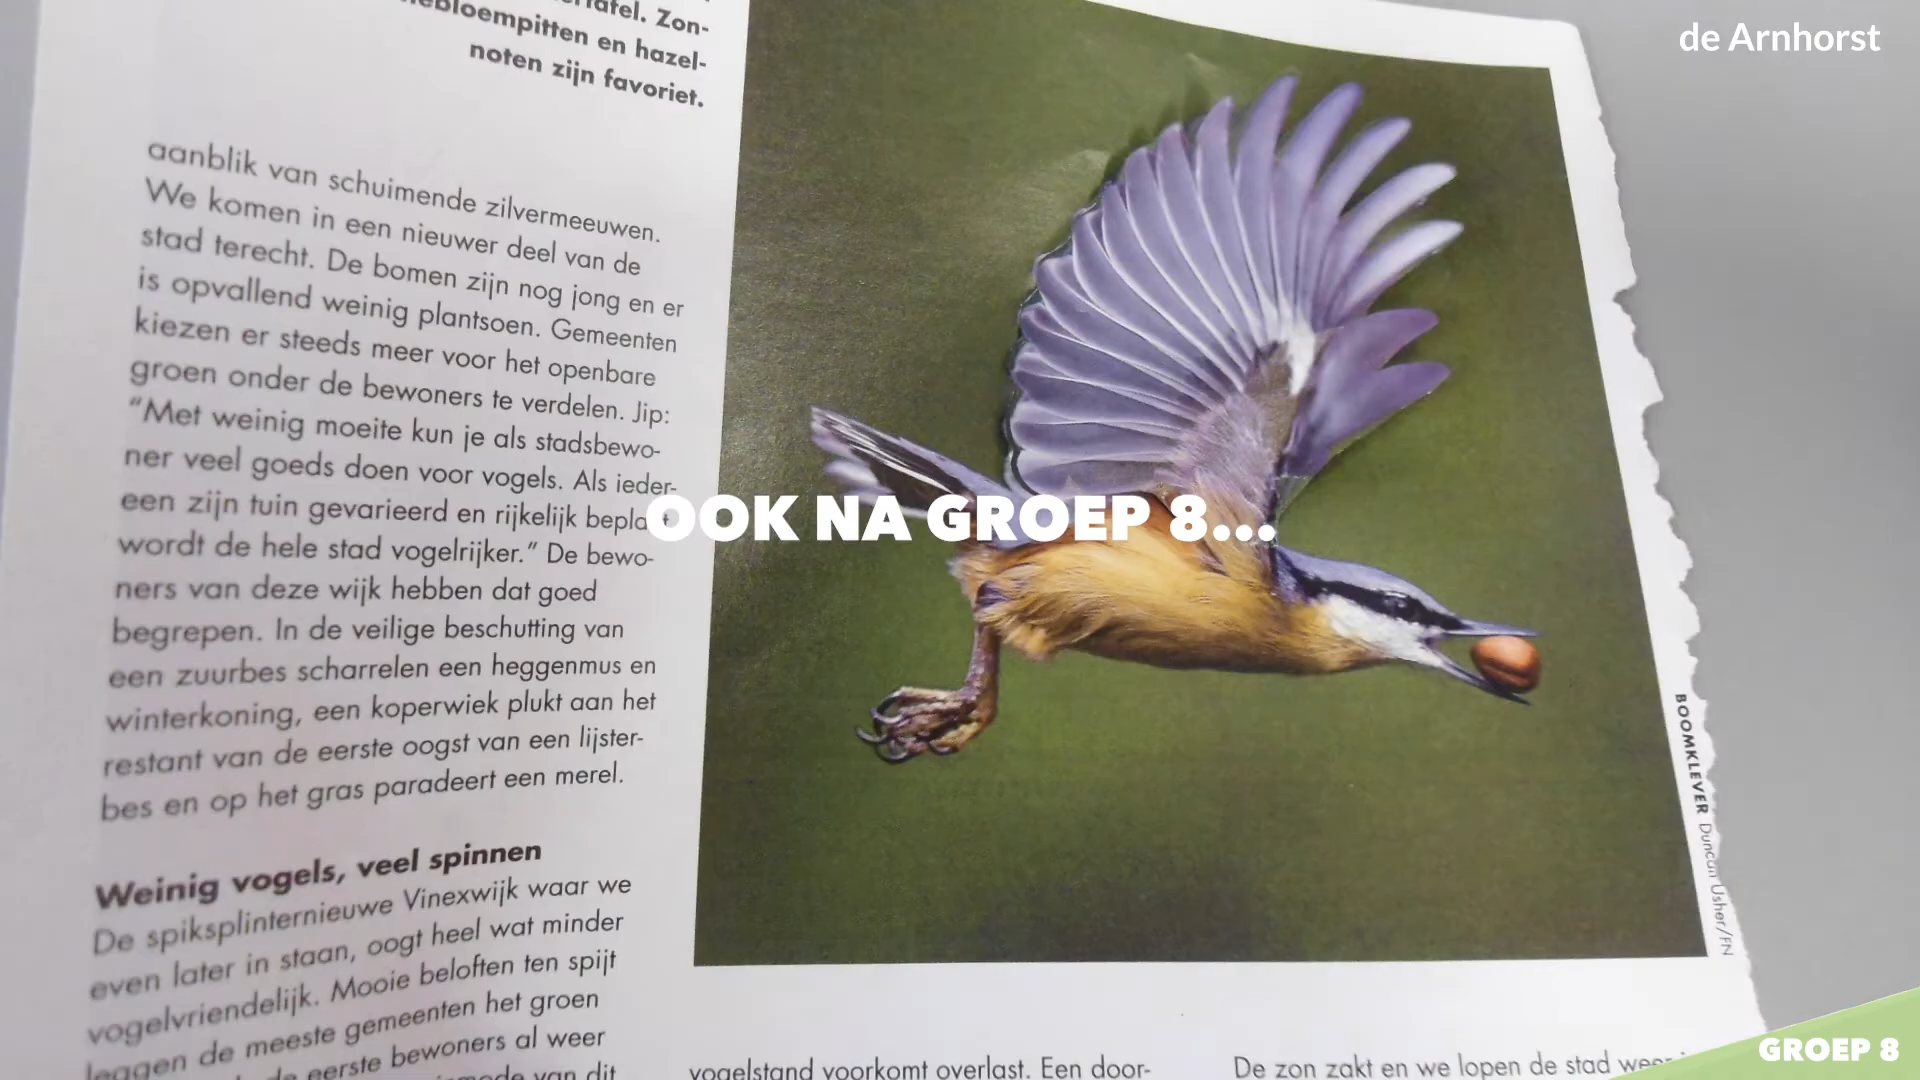 de Arnhorst
Zon-
bloempitten en hazel-
noten zijn favoriet.
aanblik van schuimende zilvermeeuwen.
We komen in een nieuwer deel van de
stad terecht. De bomen zijn nog jong en er
is opvallend weinig plantsoen. Gemeenten
kiezen er steeds meer voor het openbare
groen onder de bewoners te verdelen. Jip:
“Met weinig moeite kun je als stadsbewo-
ner veel goeds doen voor vogels. Als ieder-
een zijn tuin gevarieerd en rijkelijk beplant
wordt de hele stad vogelrijker.” De bewo-
ners van deze wijk hebben dat goed
begrepen. In de veilige beschutting van
een zuurbes scharrelen een heggenmus en
winterkoning, een koperwiek plukt aan het
restant van de eerste oogst van een lijster-
bes en op het gras paradeert een merel.
Weinig vogels, veel spinnen
De spiksplinternieuwe Vinexwijk waar we
even later in staan, oogt heel wat minder
vogelvriendelijk. Mooie beloften ten spijt
leggen de meeste gemeenten het groen
de eerste bewoners al weer
van dit
OOK NA GROEP 8...
BOOMKLEVER Duncan Usher/FN
vogelstand voorkomt overlast. Een door-
De zon zakt en we lopen de stad weer
GROEP 8